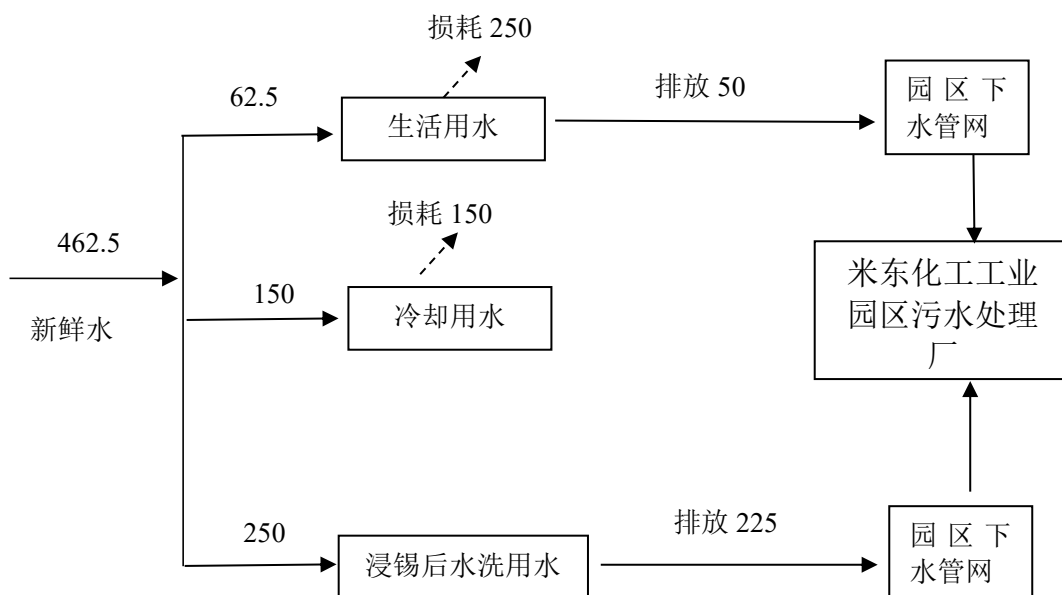 损耗 250
62.5
生活用水
排放 50
园区下
水管网
损耗 150
462.5
新鲜水
150
冷却用水
米东化工工业
园区污水处理
厂
250
浸锡后水洗用水
排放 225
园区下
水管网